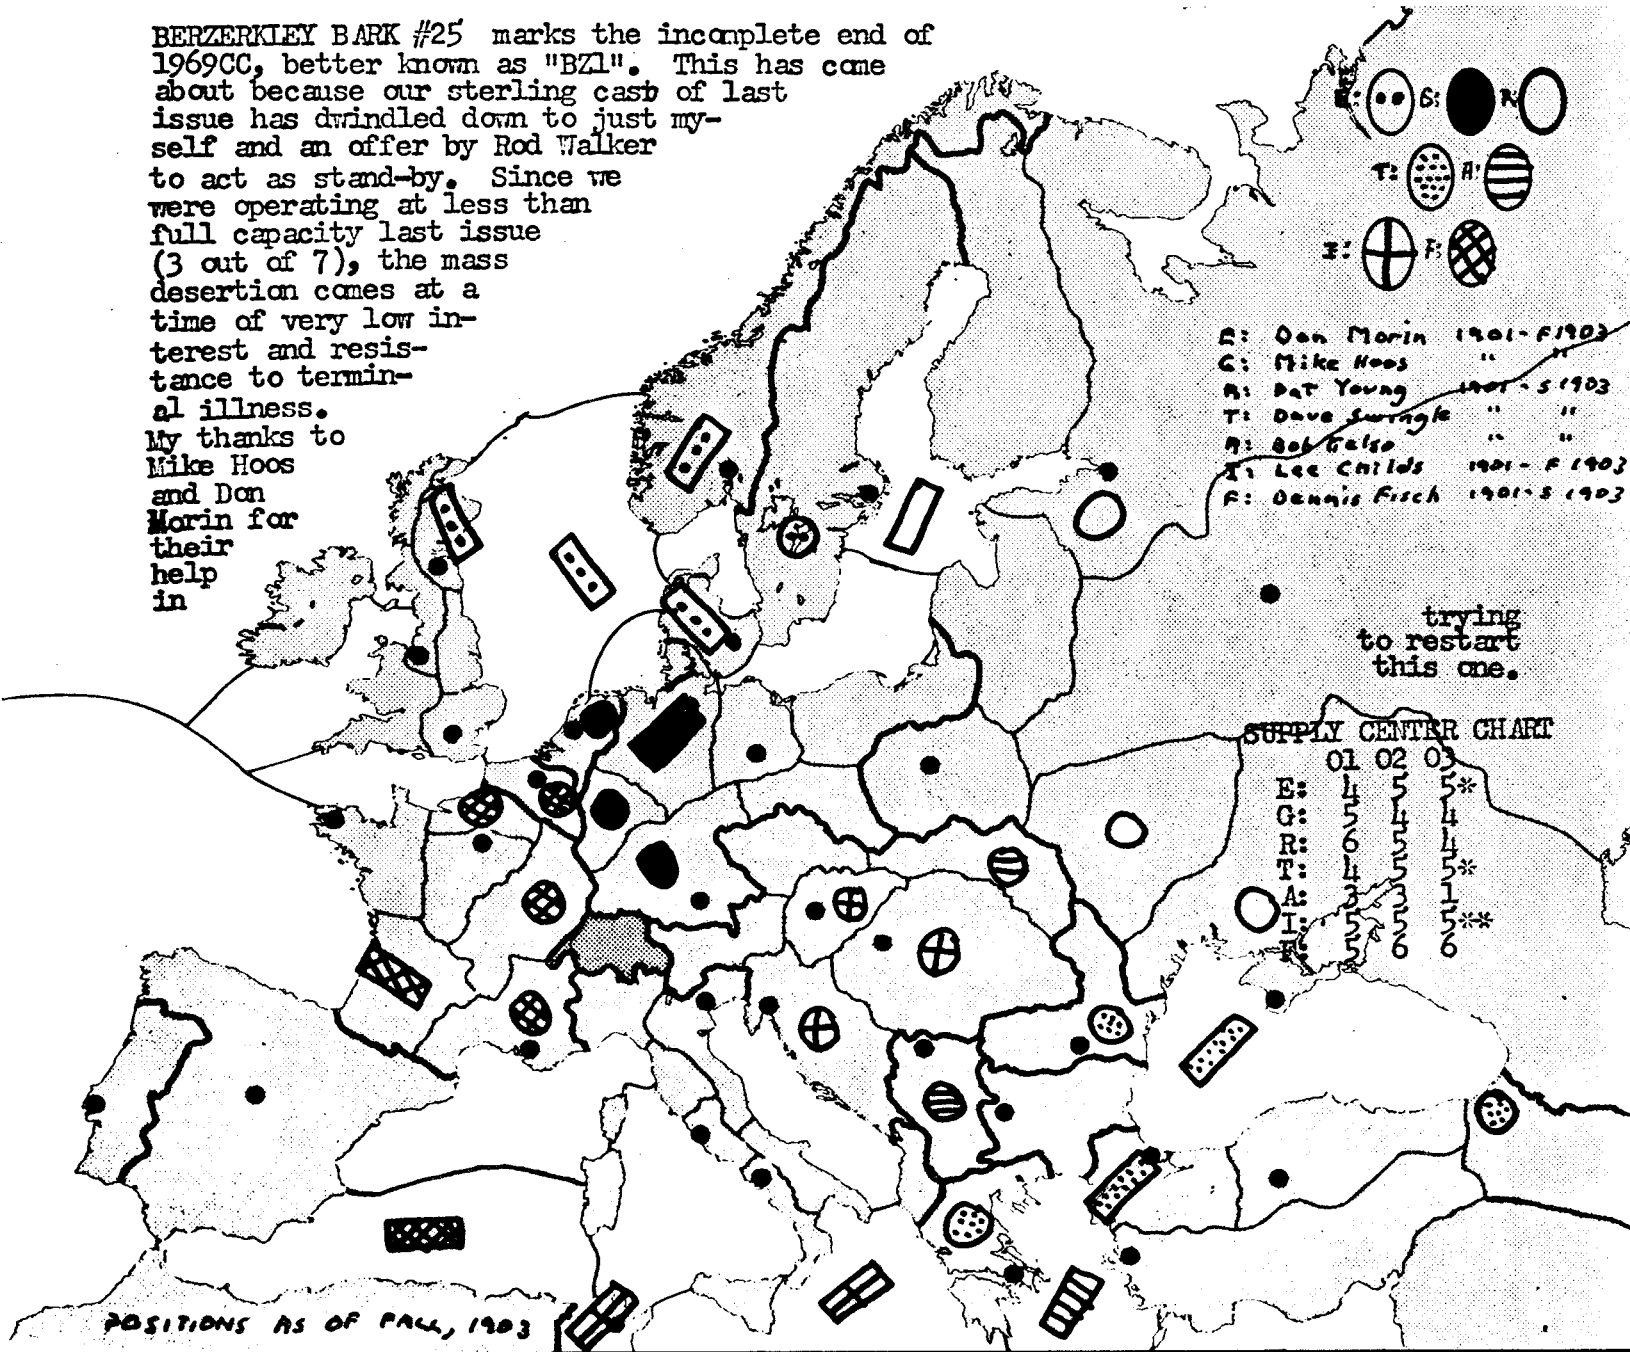 BERZERKLEY BARK #25 marks the incomplete end of
1969CC, better known as "BZ1". This has come
about because our sterling cast of last
issue has dwindled down to just my-
self and an offer by Rod Walker
to act as stand-by. Since we
were operating at less than
full capacity last issue
(3 out of 7), the mass
desertion comes at a
time of very low in-
terest and resis-
tance to termin-
al illness.
My thanks to
Mike Hoos
and Don
Morin for
their
help
in
trying
to restart
this one.
E: G: R:
T: A:
I: F:
E: Don Morin 1901-F1903
G: Mike Hoos " "
R: Pat Young 1901-S1903
T: Dave Swingle " "
A: Bob " "
I: Lee Childs 1901-F1903
F: Dennis Fisch 1901-S1903
SUPPLY CENTER CHART
01 02 03
E: 4 5 5*
G: 5 4 4
R: 6 5 4
T: 4 5 5*
A: 3 3 1
I: 5 5 5**
F: 5 6 6
POSITIONS AS OF FALL, 1903